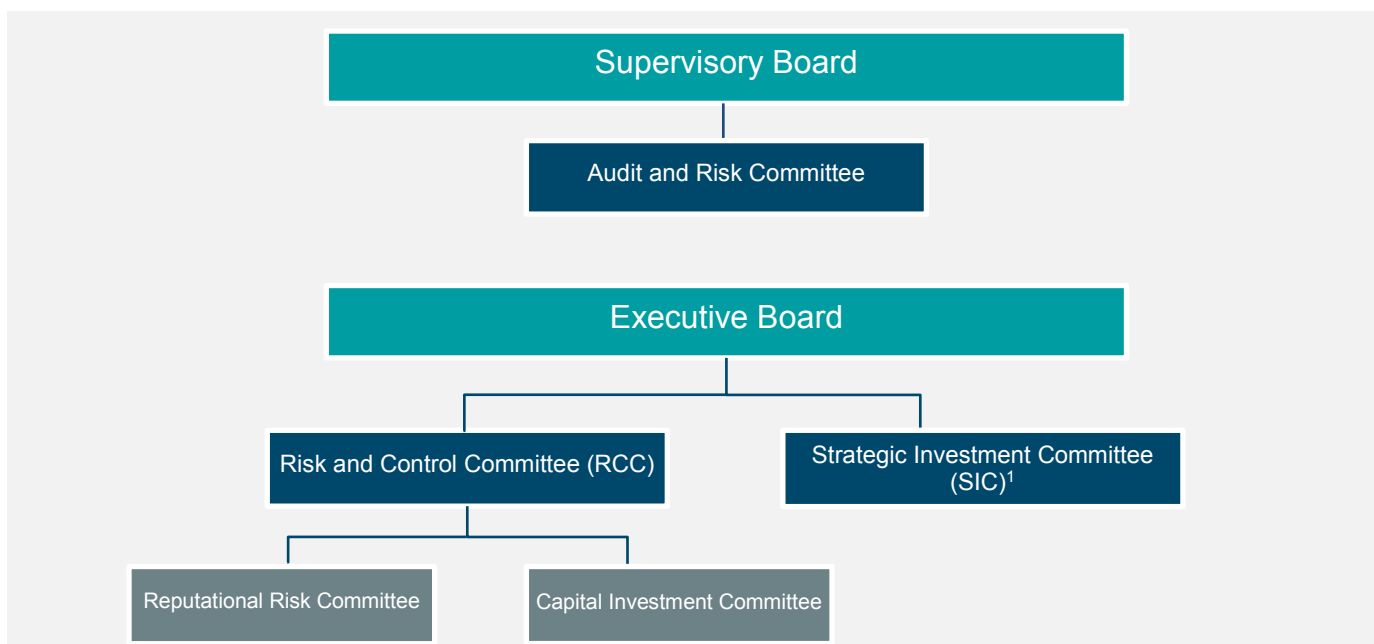 Supervisory Board
Audit and Risk Committee
Executive Board
Risk and Control Committee (RCC)
Strategic Investment Committee
(SIC)¹
Reputational Risk Committee
Capital Investment Committee